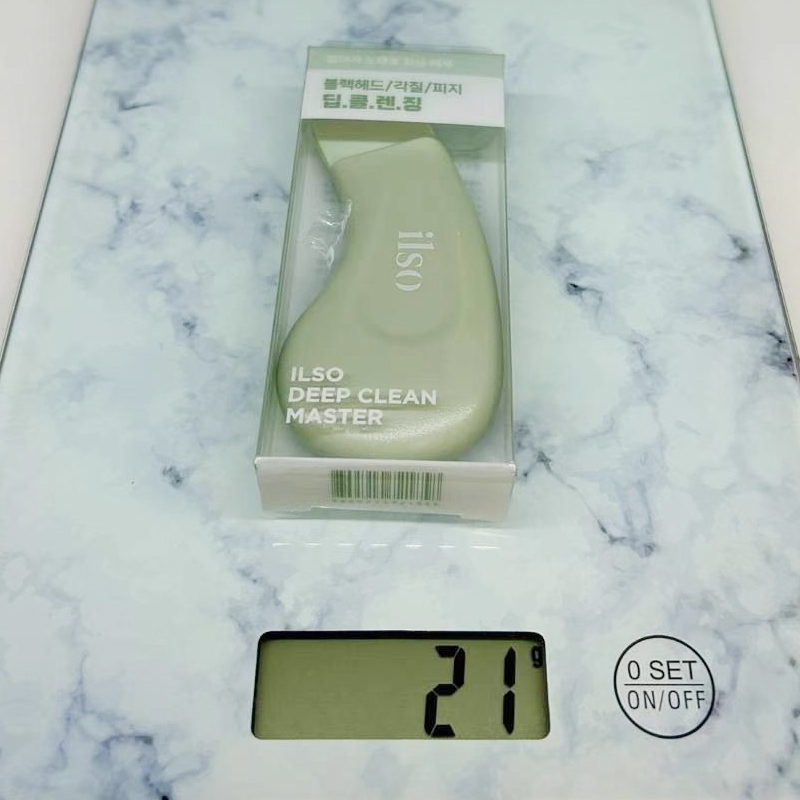 블랙헤드/각질/피지
딥.클.렌.징
ilso
ILSO
DEEP CLEAN
MASTER
21 g
0 SET
ON/OFF